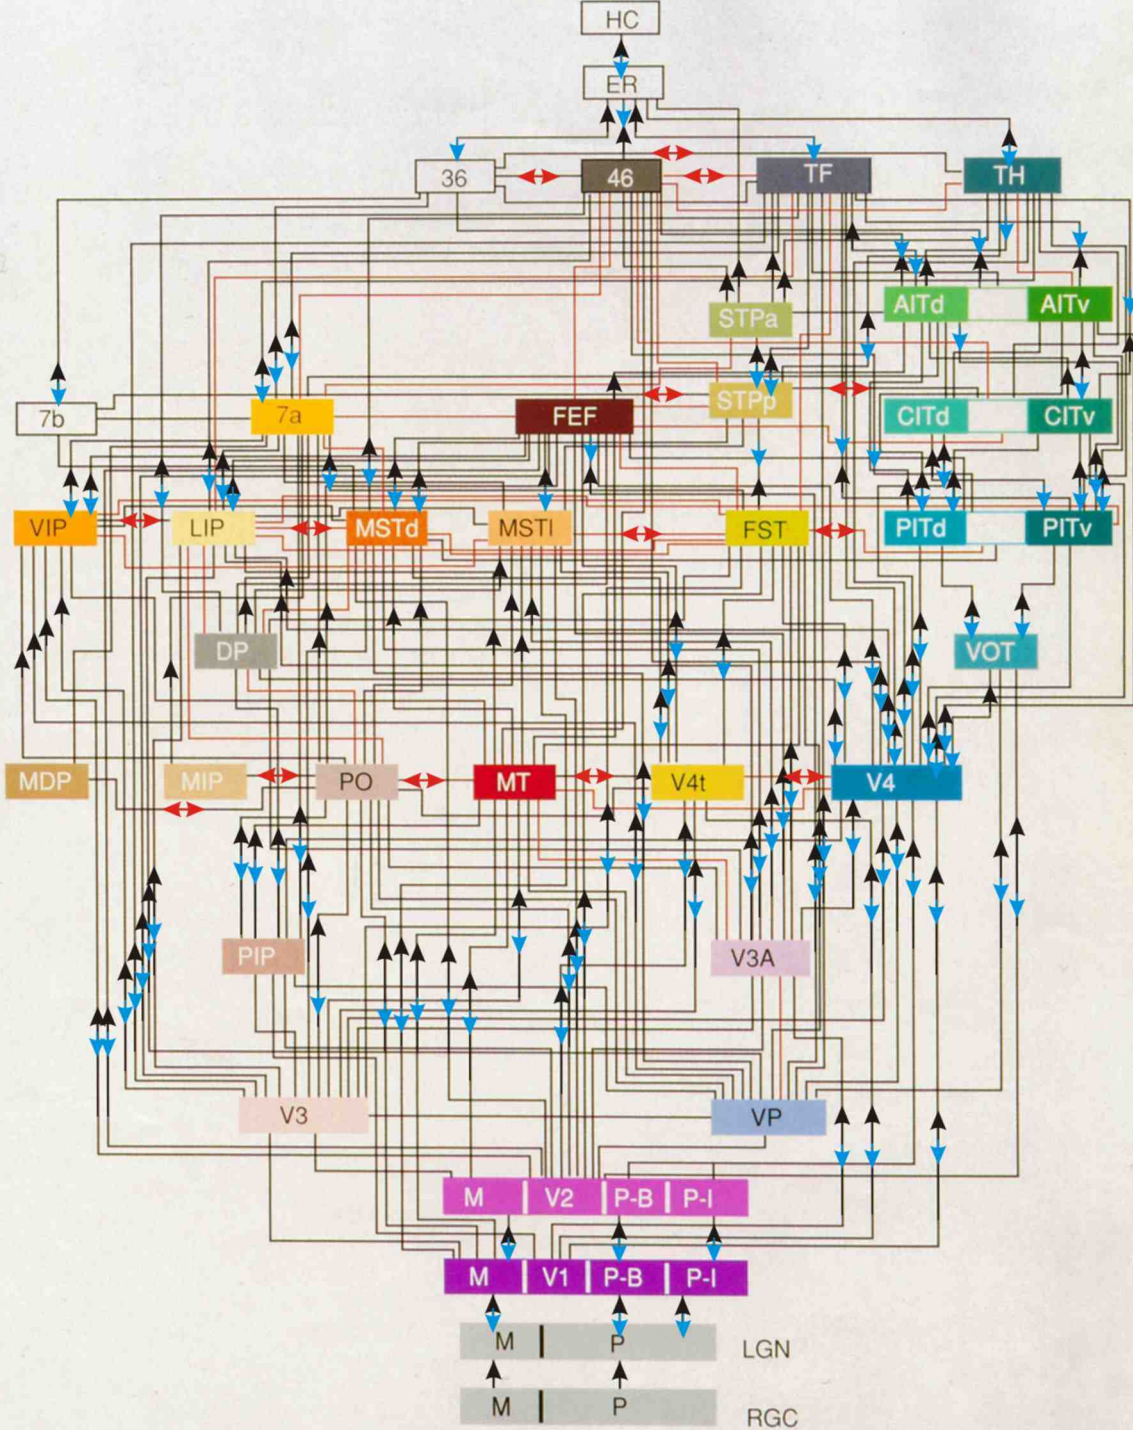 HC
ER
36 46 TF TH
STPa AITd AITv
7b 7a FEF STPp CITd CITv
VIP LIP MSTd MSTl FST PITd PITv
DP VOT
MDP MIP PO MT V4t V4
PIP V3A
V3 VP
M V2 P-B P-I
M V1 P-B P-I
M P LGN
M P RGC